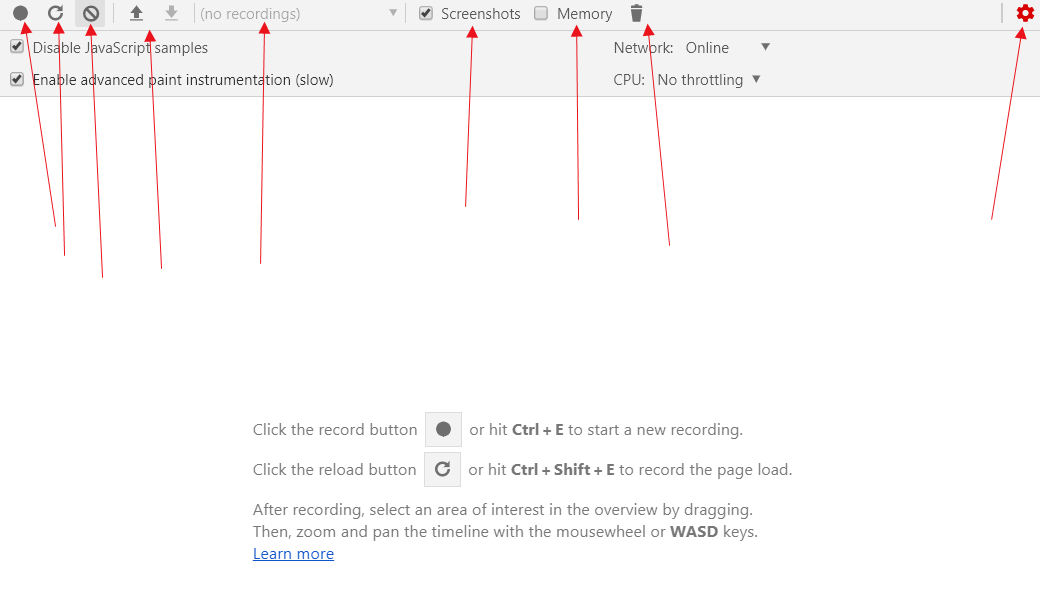 (no recordings) Screenshots Memory
Disable JavaScript samples Network: Online
Enable advanced paint instrumentation (slow) CPU: No throttling
Click the record button or hit Ctrl + E to start a new recording.
Click the reload button or hit Ctrl + Shift + E to record the page load.
After recording, select an area of interest in the overview by dragging.
Then, zoom and pan the timeline with the mousewheel or WASD keys.
Learn more